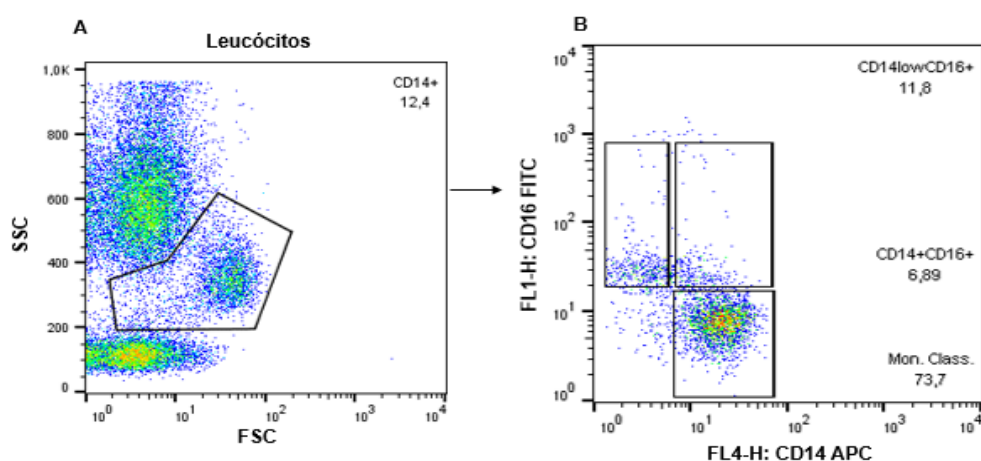 A
Leucócitos
CD14+
12,4
1,0K
800
600
400
200
0
SSC
10^0
10^1
10^2
10^3
10^4
FSC
B
CD14lowCD16+
11,8
CD14+CD16+
6,89
Mon. Class.
73,7
10^4
10^3
10^2
10^1
10^0
FL1-H: CD16 FITC
10^0
10^1
10^2
10^3
10^4
FL4-H: CD14 APC